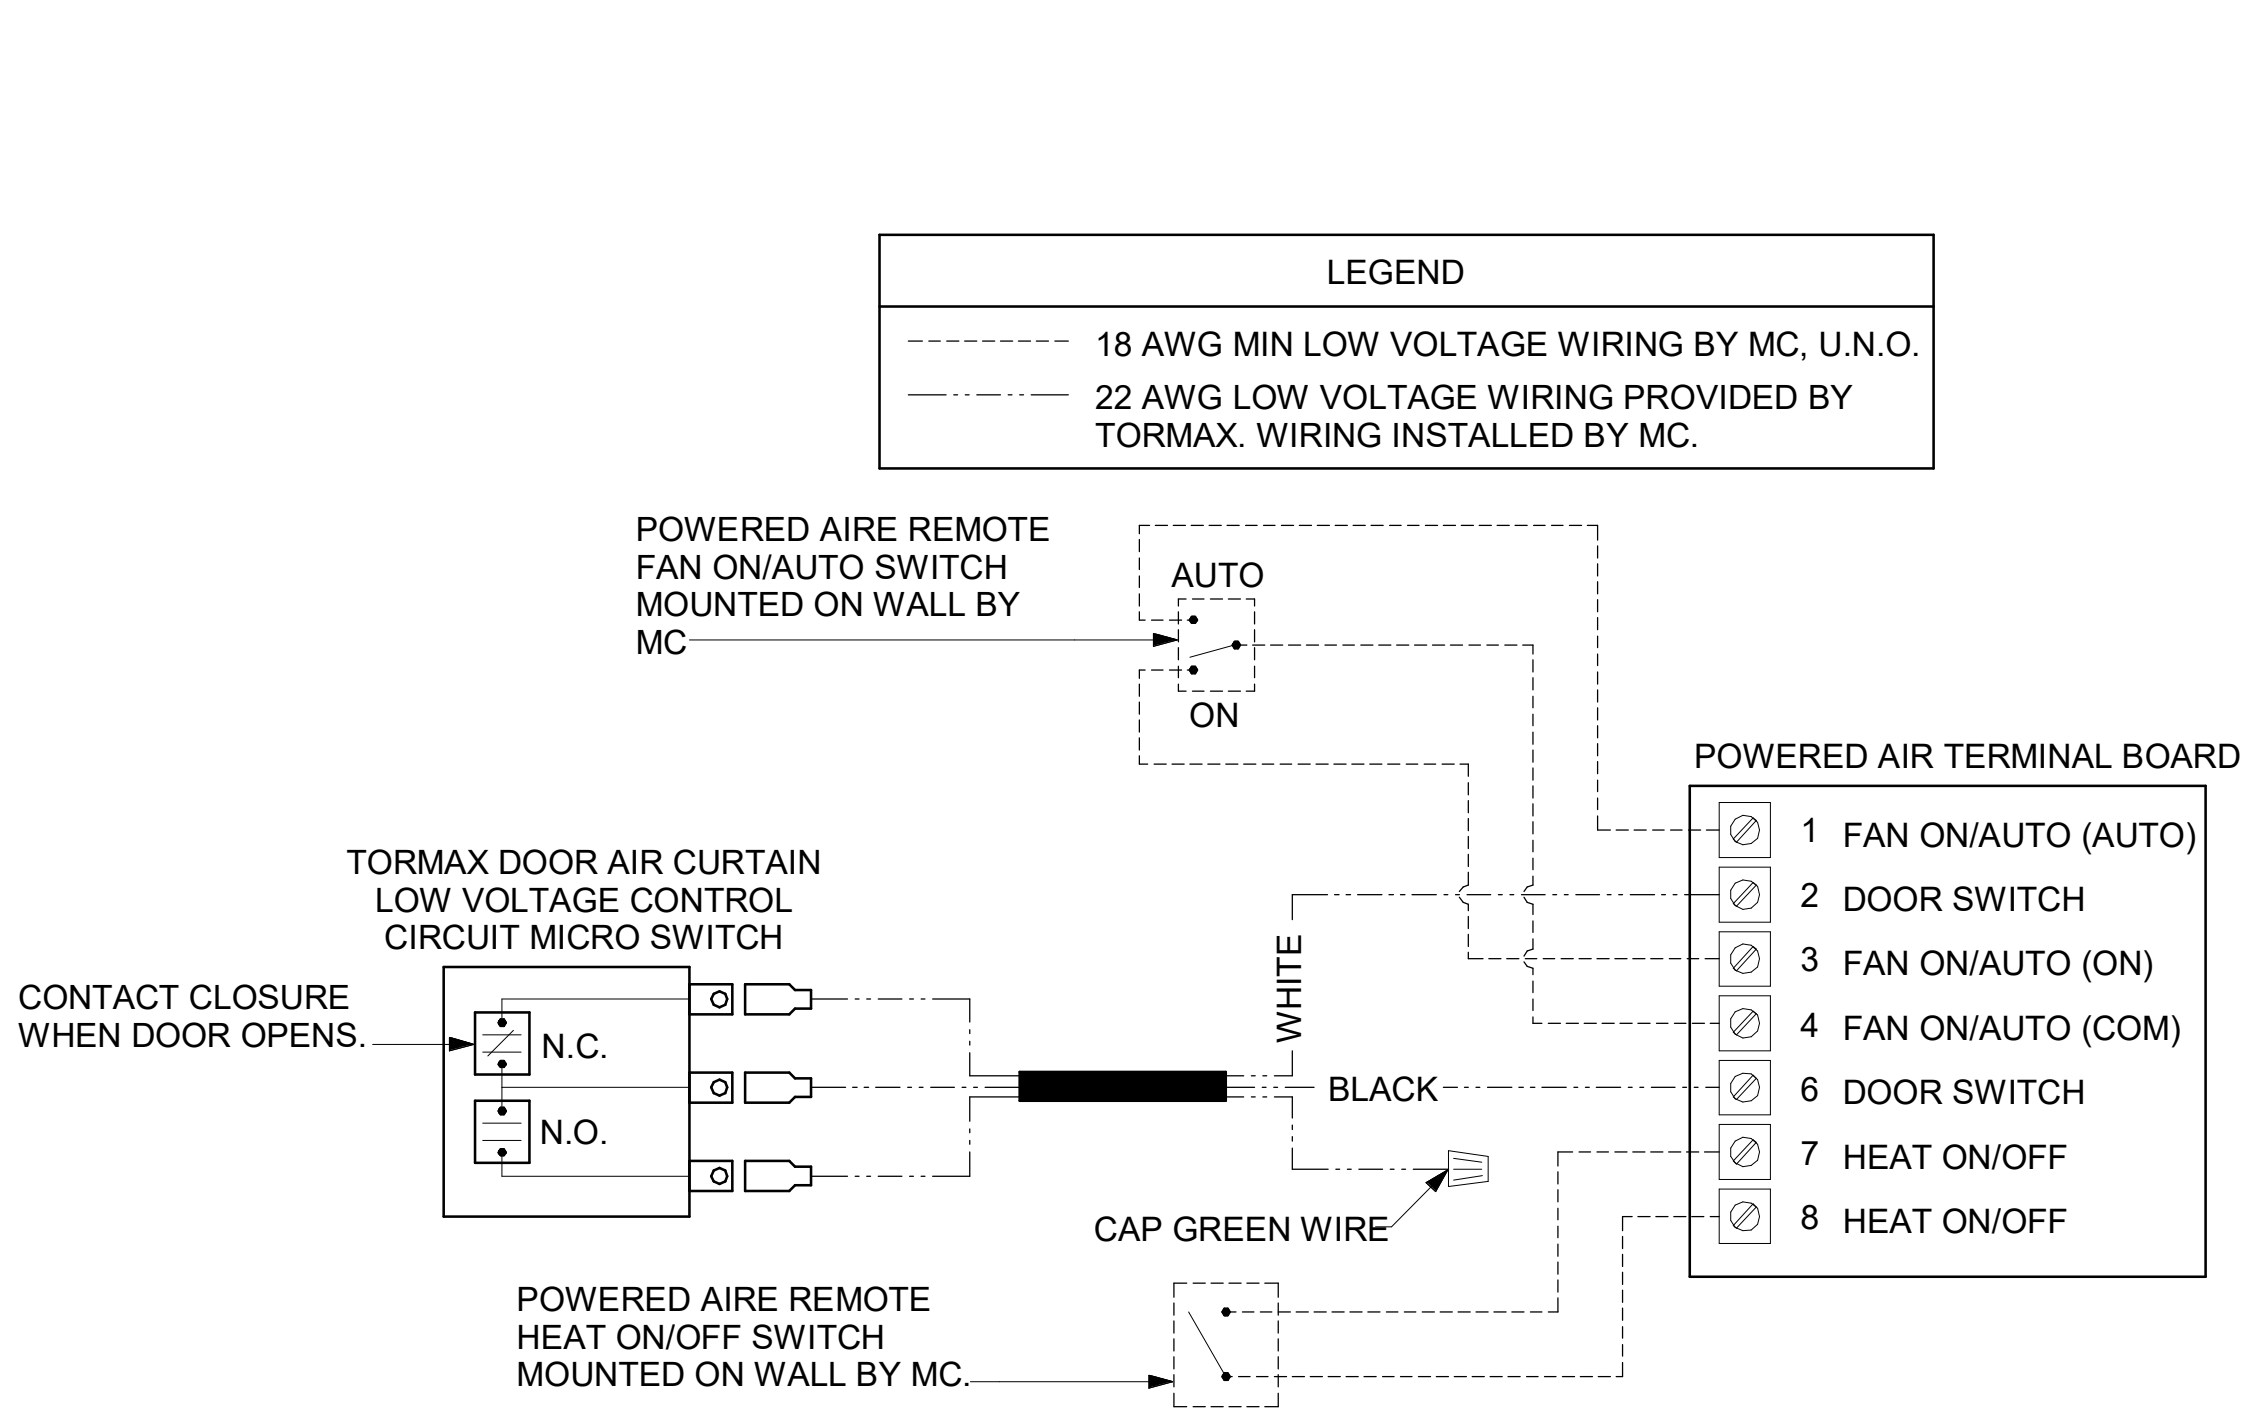 LEGEND
18 AWG MIN LOW VOLTAGE WIRING BY MC, U.N.O.
22 AWG LOW VOLTAGE WIRING PROVIDED BY
TORMAX. WIRING INSTALLED BY MC.
POWERED AIRE REMOTE
FAN ON/AUTO SWITCH
MOUNTED ON WALL BY
MC
AUTO
ON
POWERED AIR TERMINAL BOARD
1 FAN ON/AUTO (AUTO)
2 DOOR SWITCH
3 FAN ON/AUTO (ON)
4 FAN ON/AUTO (COM)
6 DOOR SWITCH
7 HEAT ON/OFF
8 HEAT ON/OFF
TORMAX DOOR AIR CURTAIN
LOW VOLTAGE CONTROL
CIRCUIT MICRO SWITCH
CONTACT CLOSURE
WHEN DOOR OPENS.
N.C.
N.O.
WHITE
BLACK
CAP GREEN WIRE
POWERED AIRE REMOTE
HEAT ON/OFF SWITCH
MOUNTED ON WALL BY MC.